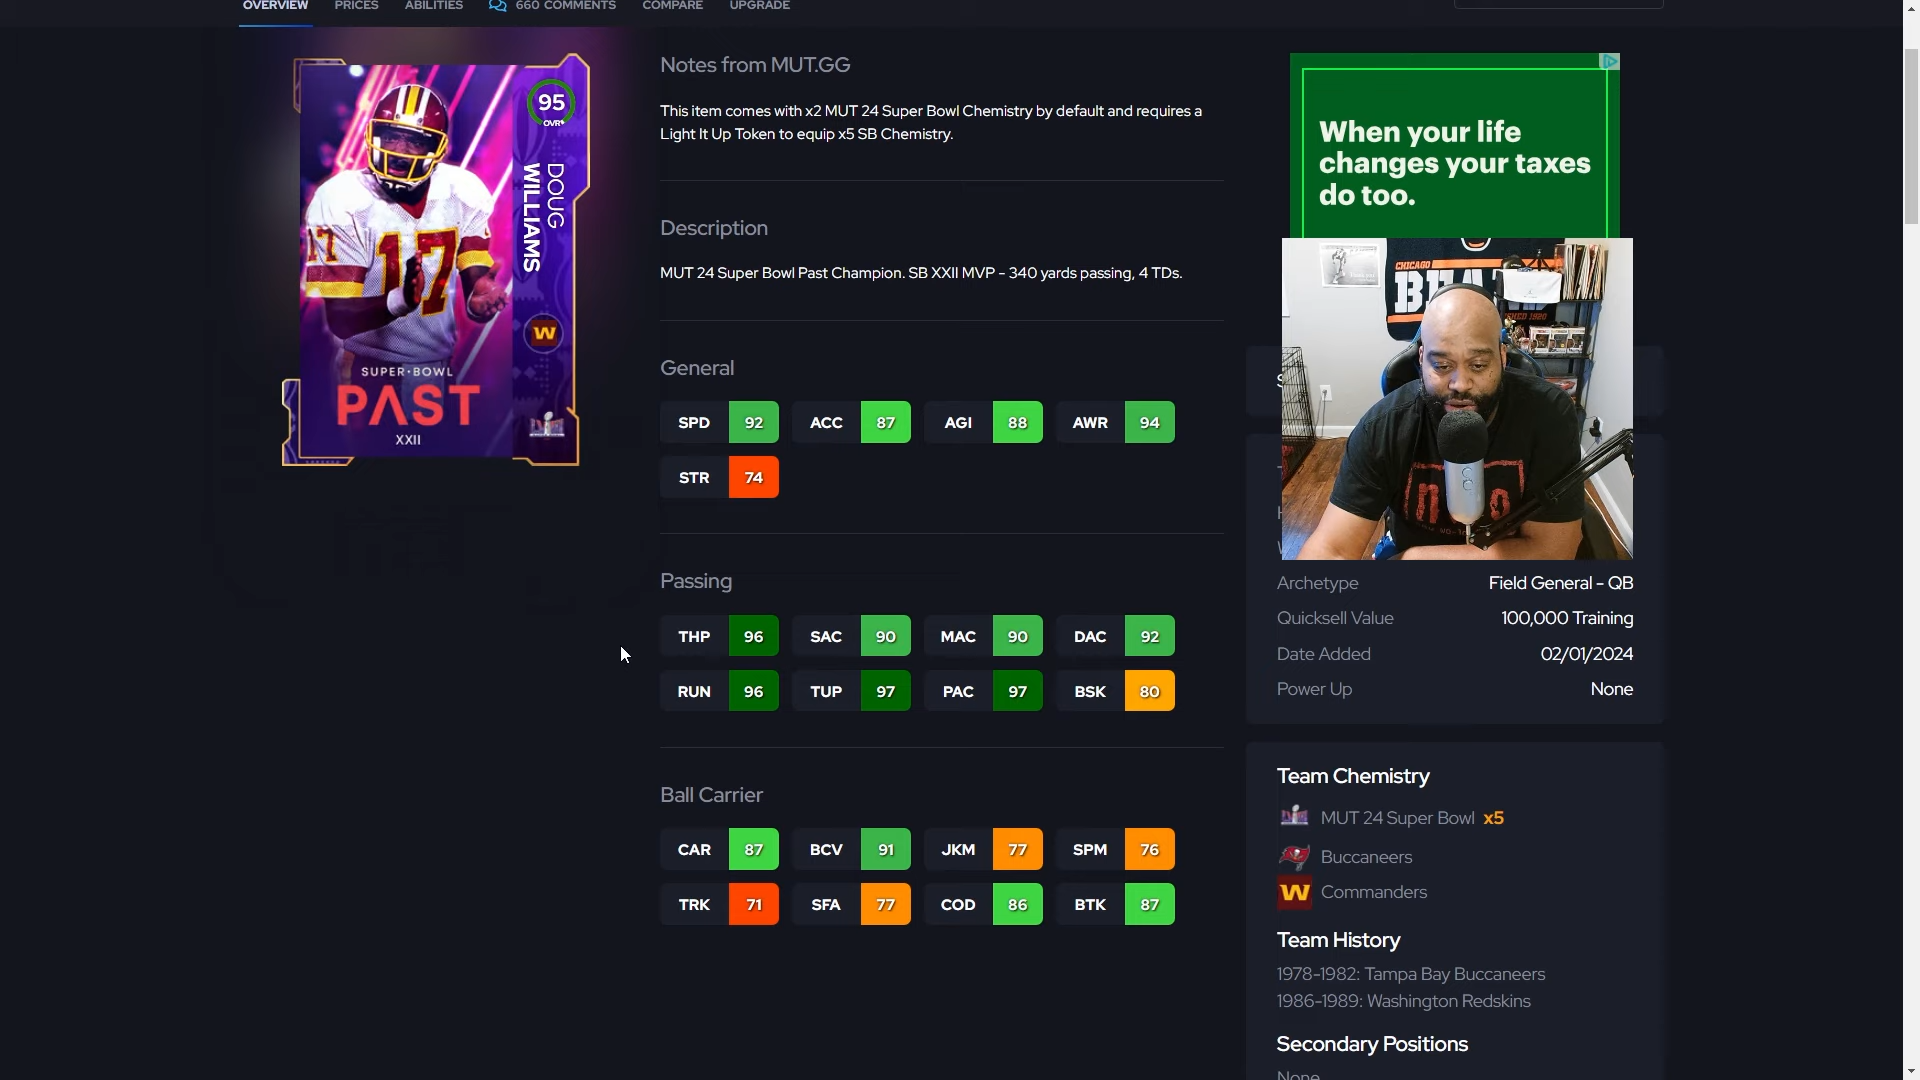 OVERVIEW
PRICES
ABILITIES
660 COMMENTS
COMPARE
UPGRADE
95
OVR
DOUG
WILLIAMS
17
17
W
SUPER·BOWL
PAST
XXII
Notes from MUT.GG
This item comes with x2 MUT 24 Super Bowl Chemistry by default and requires a
Light It Up Token to equip x5 SB Chemistry.
Description
MUT 24 Super Bowl Past Champion. SB XXII MVP - 340 yards passing, 4 TDs.
General
SPD 92 ACC 87 AGI 88 AWR 94
STR 74
Passing
THP 96 SAC 90 MAC 90 DAC 92
RUN 96 TUP 97 PAC 97 BSK 80
Ball Carrier
CAR 87 BCV 91 JKM 77 SPM 76
TRK 71 SFA 77 COD 86 BTK 87
When your life
changes your taxes
do too.
CHICAGO
Archetype Field General - QB
Quicksell Value 100,000 Training
Date Added 02/01/2024
Power Up None
Team Chemistry
MUT 24 Super Bowl x5
Buccaneers
W Commanders
Team History
1978-1982: Tampa Bay Buccaneers
1986-1989: Washington Redskins
Secondary Positions
None